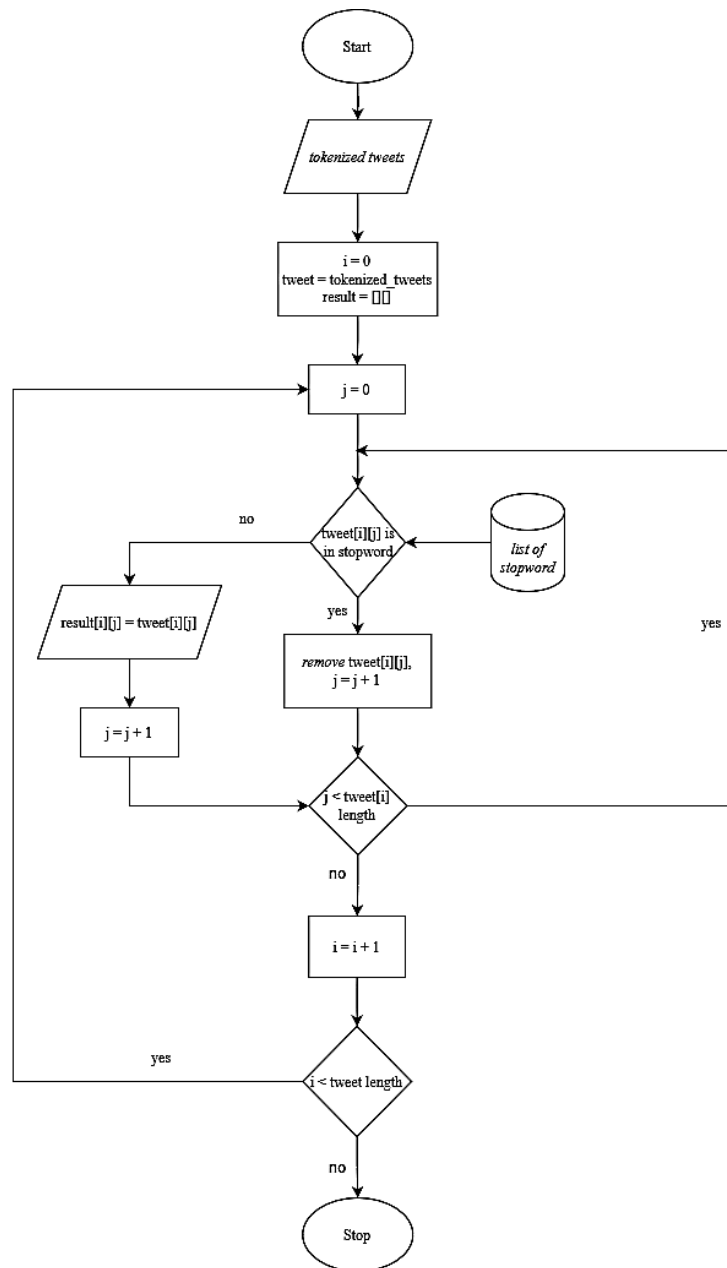 Start
tokenized tweets
i = 0
tweet = tokenized_tweets
result = [][]
j = 0
no
tweet[i][j] is
in stopword
list of
stopword
yes
result[i][j] = tweet[i][j]
remove tweet[i][j],
j = j + 1
yes
j = j + 1
j < tweet[i]
length
no
i = i + 1
yes
i < tweet length
no
Stop